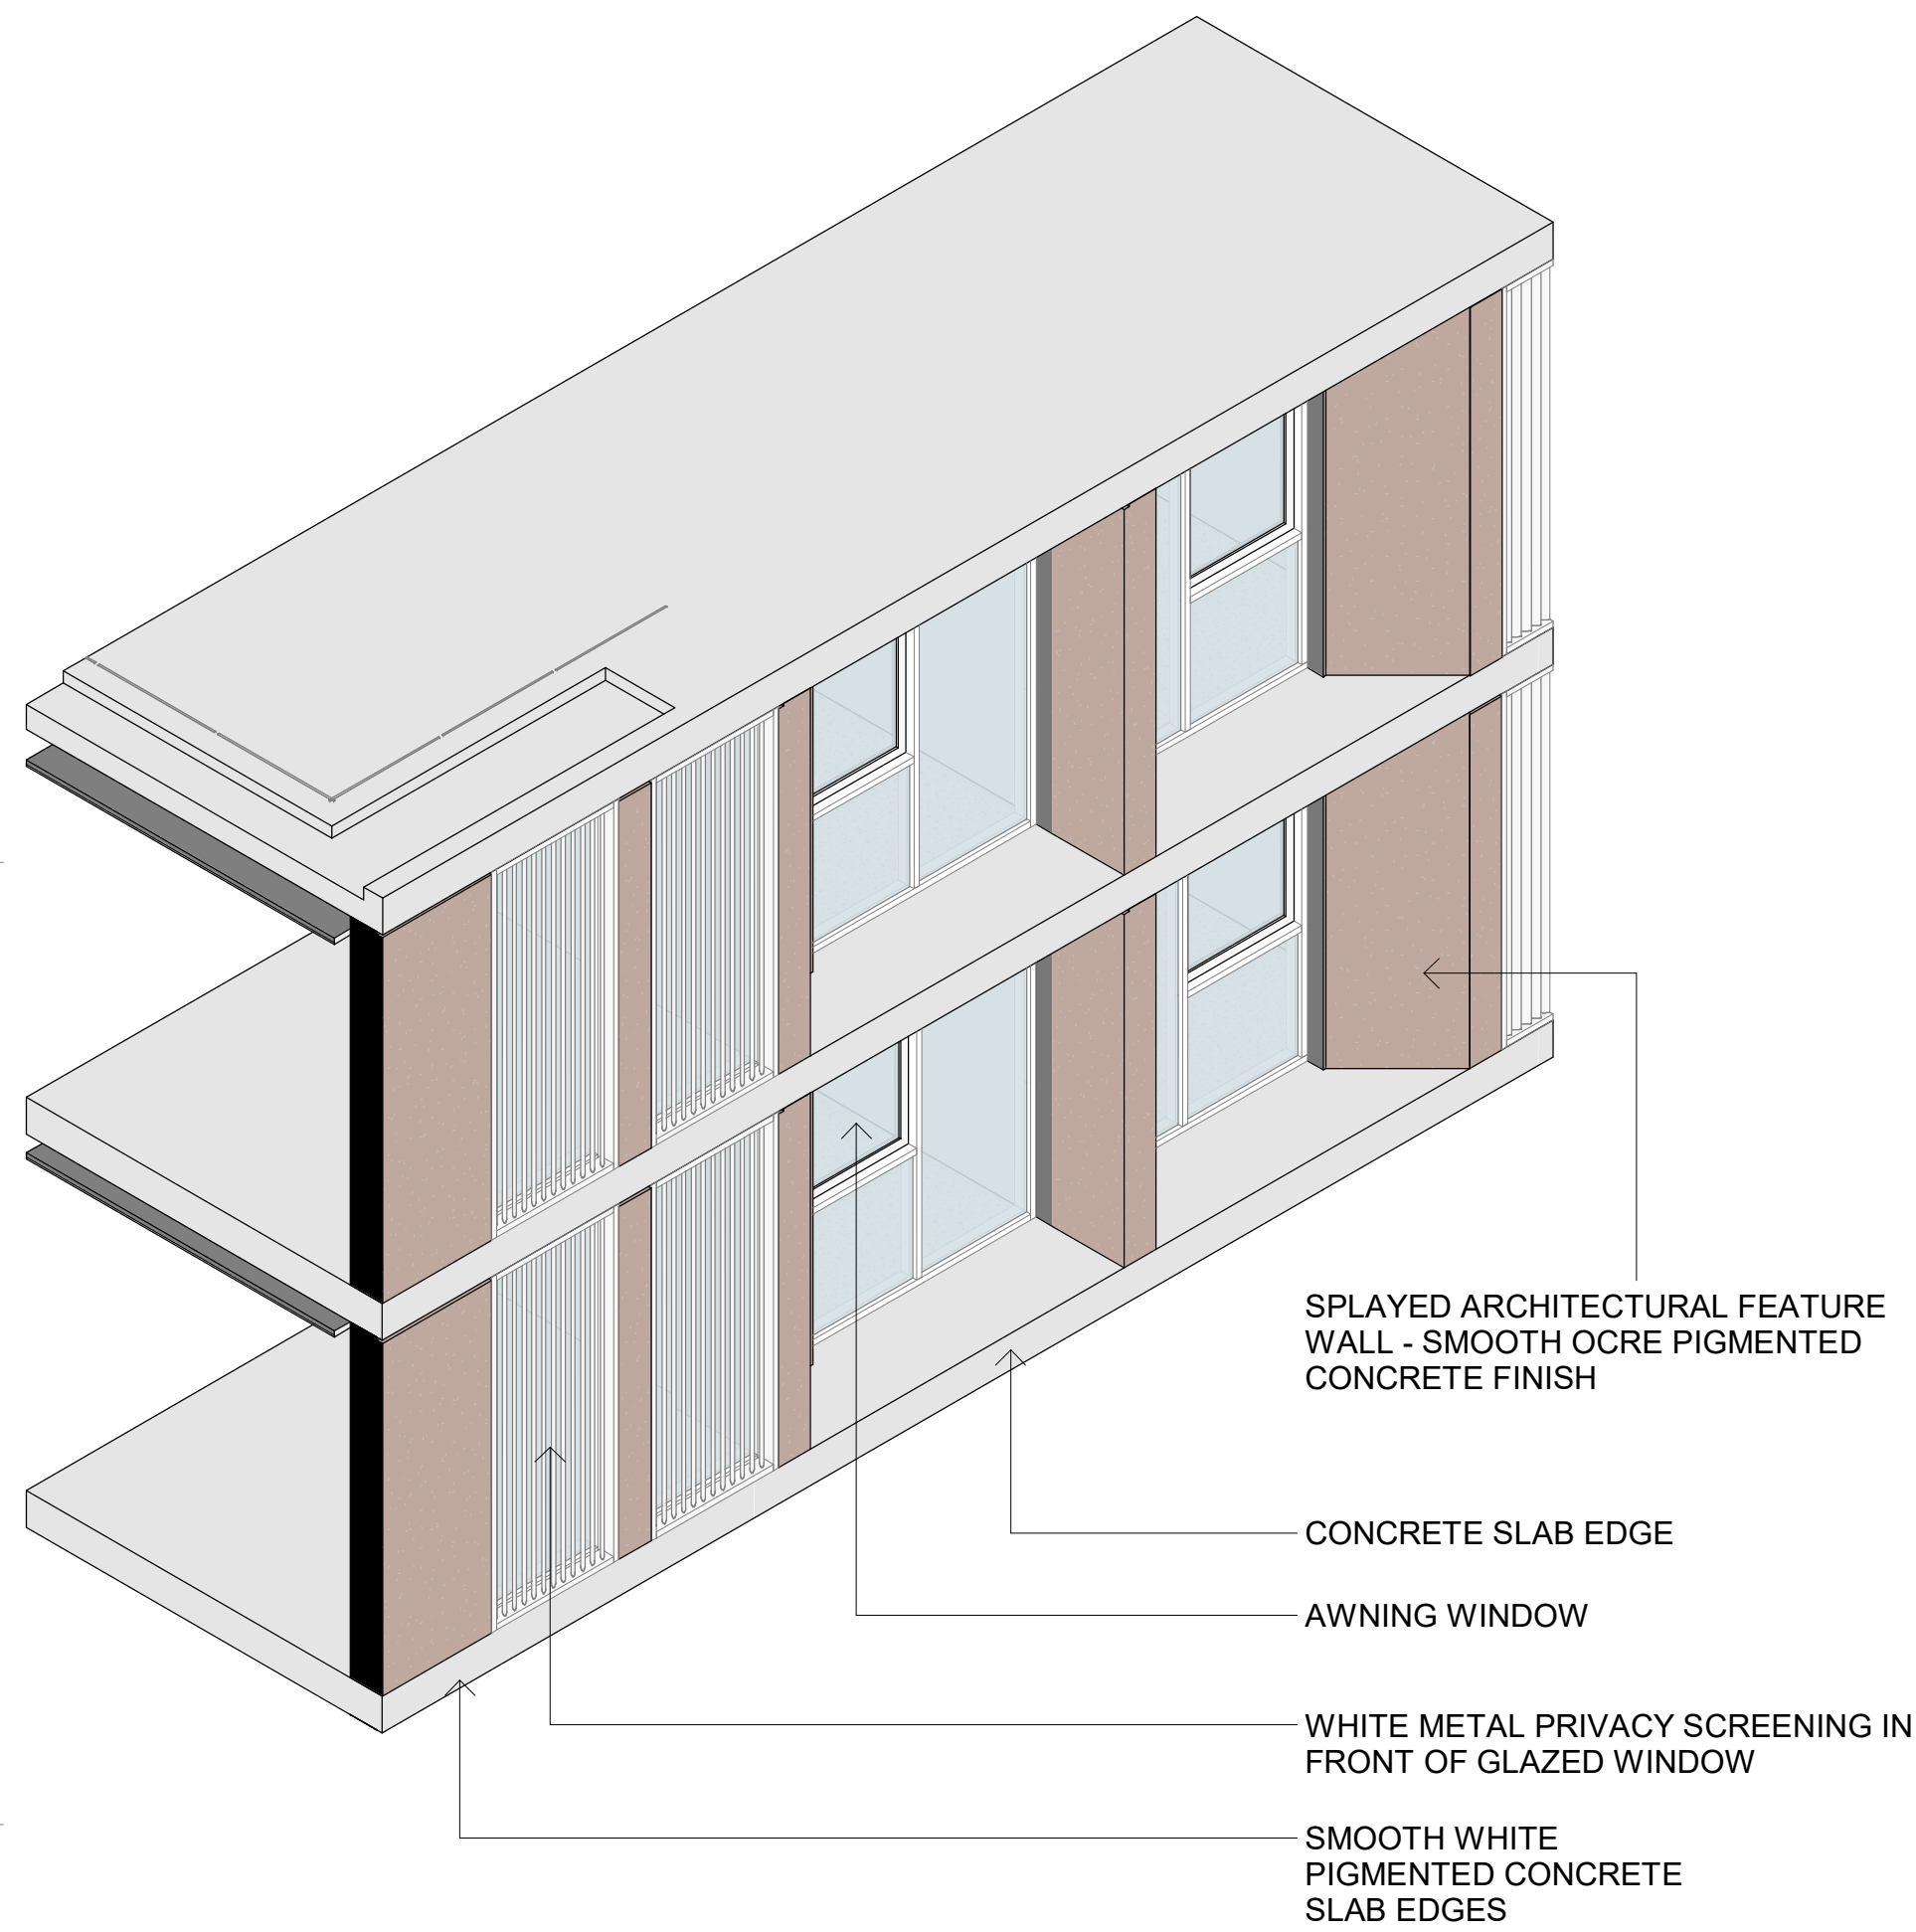 SPLAYED ARCHITECTURAL FEATURE
WALL - SMOOTH OCRE PIGMENTED
CONCRETE FINISH
CONCRETE SLAB EDGE
AWNING WINDOW
WHITE METAL PRIVACY SCREENING IN
FRONT OF GLAZED WINDOW
SMOOTH WHITE
PIGMENTED CONCRETE
SLAB EDGES